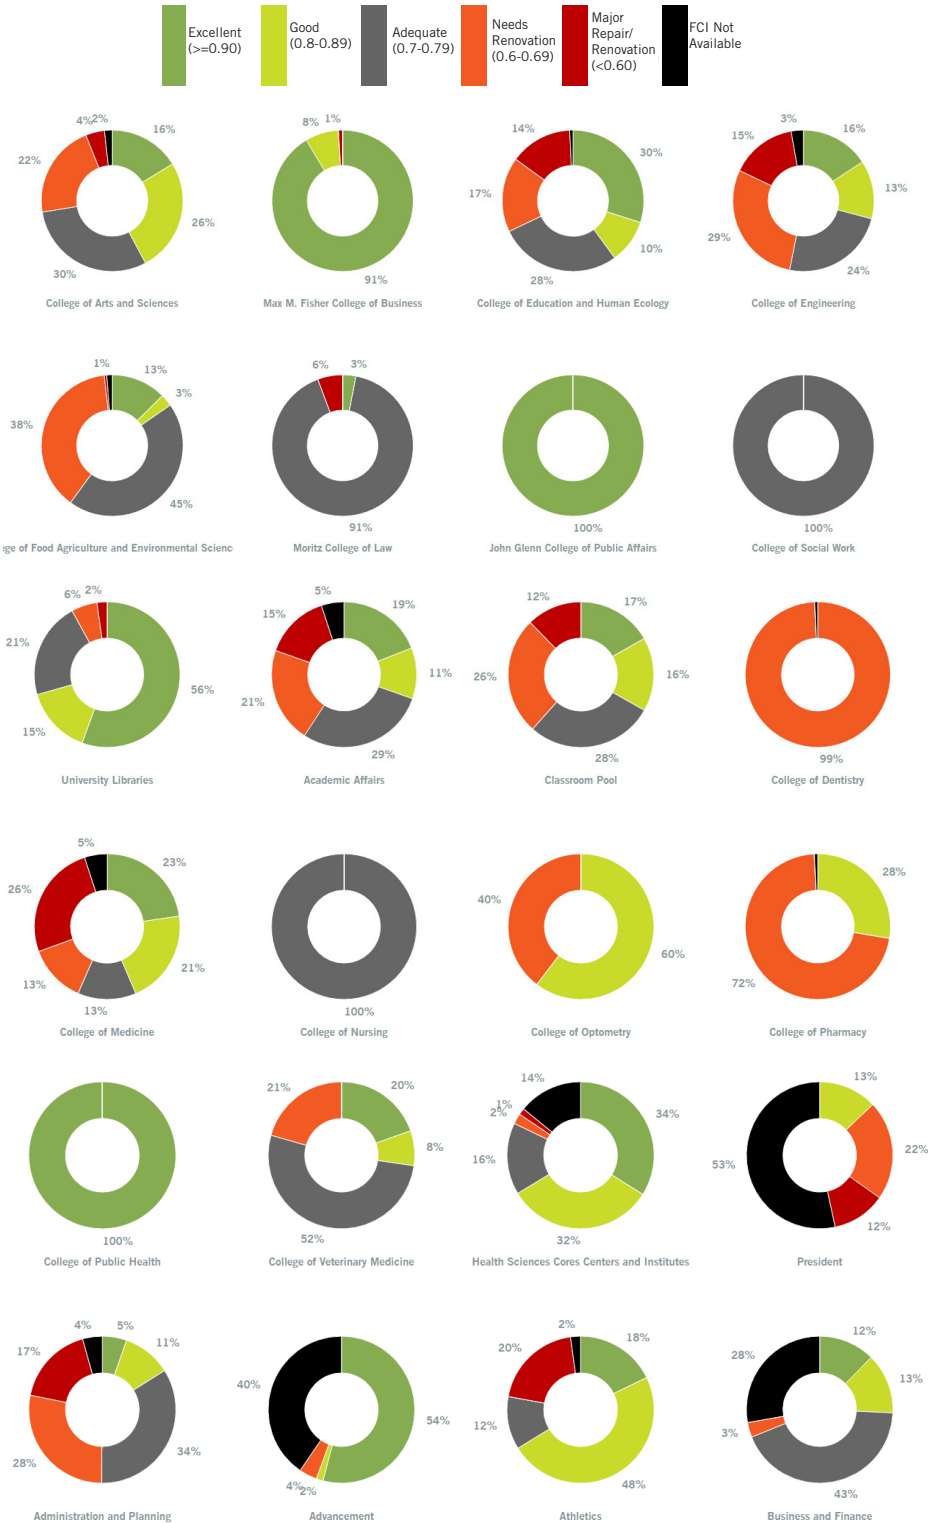 Excellent
(>=0.90)
Good
(0.8-0.89)
Adequate
(0.7-0.79)
Needs
Renovation
(0.6-0.69)
Major
Repair/
Renovation
(<0.60)
FCI Not
Available
4% 2% 16%
22%
26%
30%
College of Arts and Sciences
8% 1%
91%
Max M. Fisher College of Business
14%
30%
17%
10%
28%
College of Education and Human Ecology
3%
15% 16%
13%
29%
24%
College of Engineering
1% 13%
3%
38%
45%
ege of Food Agriculture and Environmental Scienc
6% 3%
91%
Moritz College of Law
100%
John Glenn College of Public Affairs
100%
College of Social Work
6% 2%
21%
56%
15%
University Libraries
5%
15% 19%
11%
21%
29%
Academic Affairs
12% 17%
26% 16%
28%
Classroom Pool
99%
College of Dentistry
5%
23%
26%
21%
13%
13%
College of Medicine
100%
College of Nursing
40%
60%
College of Optometry
28%
72%
College of Pharmacy
100%
College of Public Health
21% 20%
8%
52%
College of Veterinary Medicine
14%
1%
2% 34%
16%
32%
Health Sciences Cores Centers and Institutes
13%
22%
53%
12%
President
4% 5%
17% 11%
34%
28%
Administration and Planning
40%
54%
4% 2%
Advancement
2%
20% 18%
12%
48%
Athletics
12%
28%
13%
3%
43%
Business and Finance